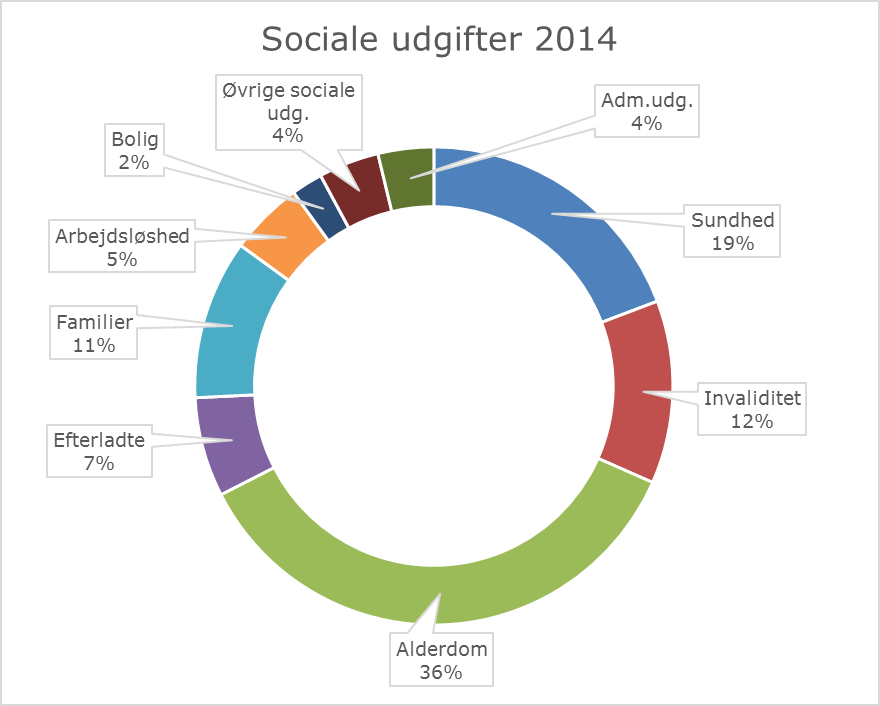 Sociale udgifter 2014
Øvrige sociale
udg.
4%
Adm.udg.
4%
Bolig
2%
Sundhed
19%
Arbejdsløshed
5%
Familier
11%
Invaliditet
12%
Efterladte
7%
Alderdom
36%